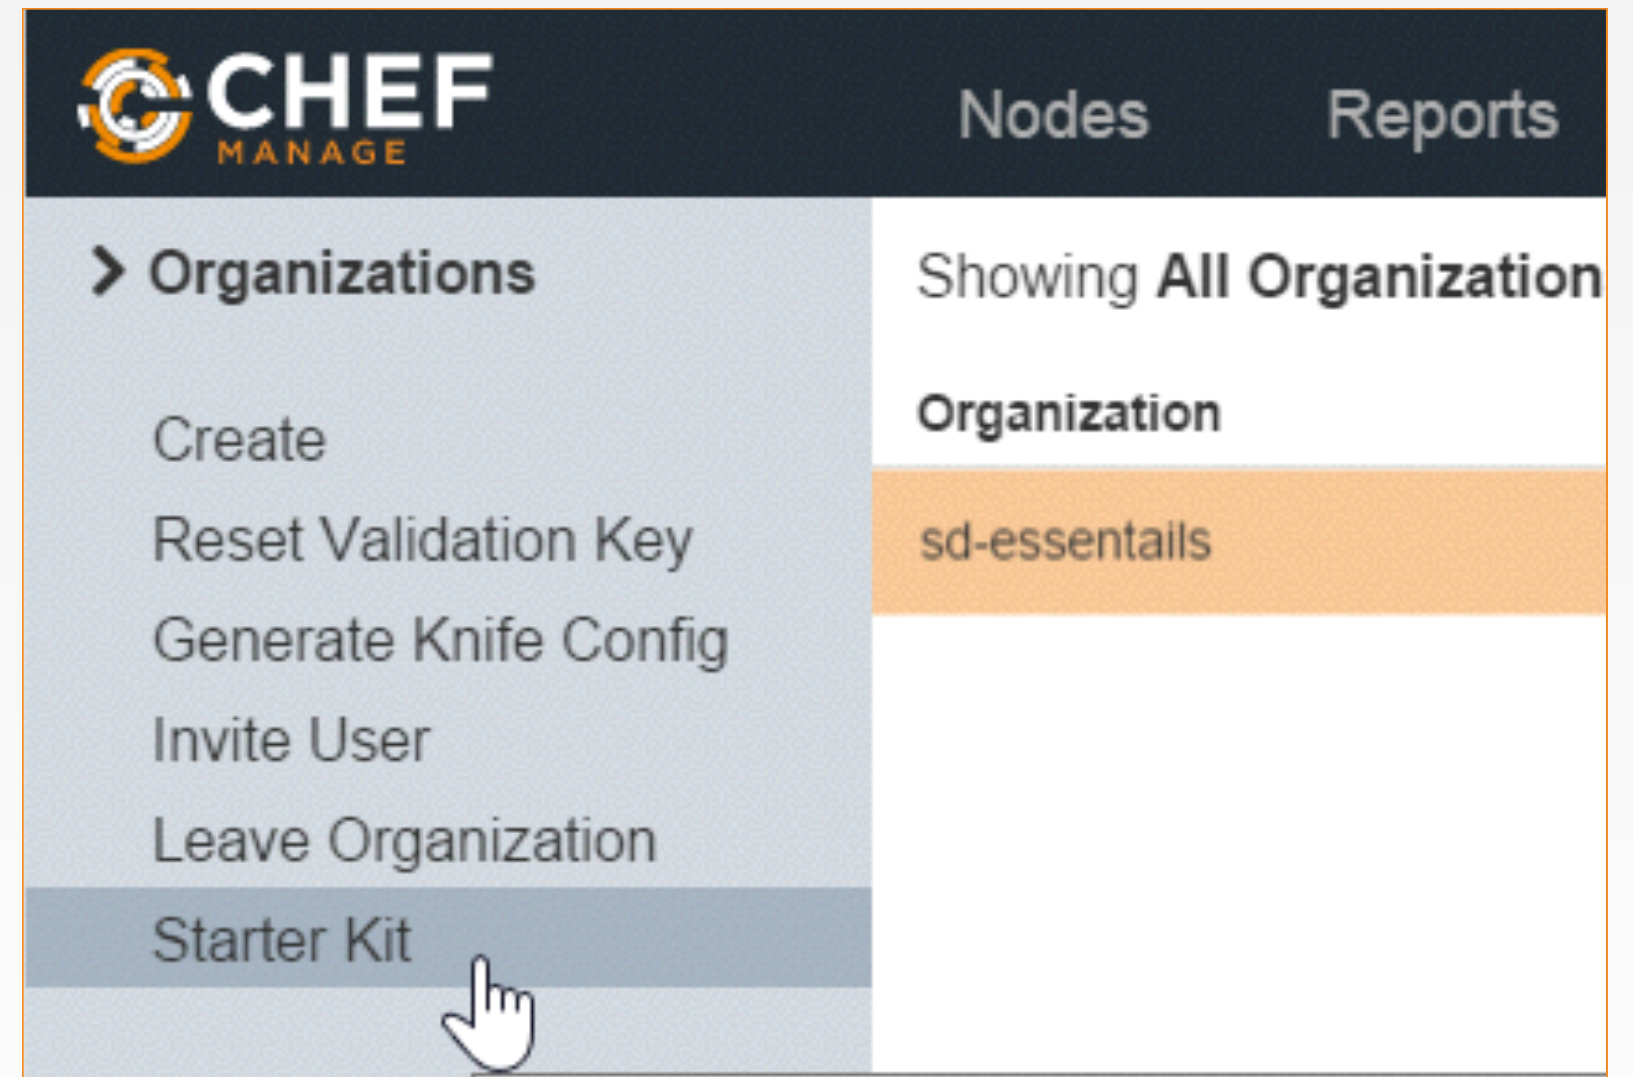 CHEF
MANAGE
Nodes Reports
Organizations
Showing All Organization
Create
Organization
Reset Validation Key
sd-essentails
Generate Knife Config
Invite User
Leave Organization
Starter Kit